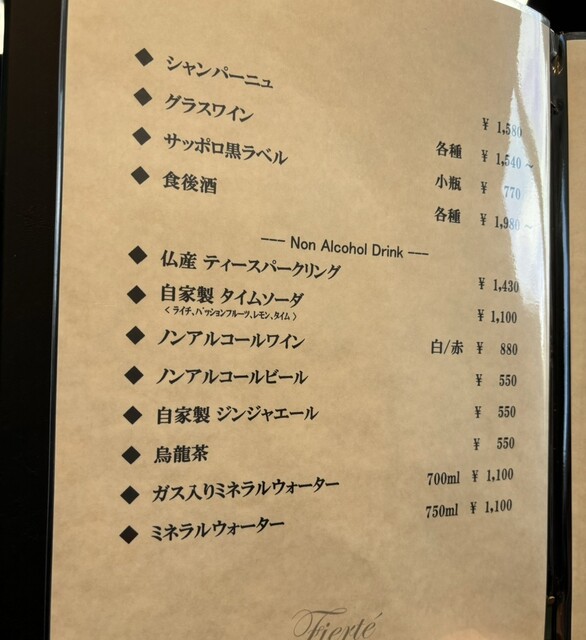 ◆ シャンパーニュ ¥ 1,580
◆ グラスワイン 各種 ¥ 1,540～
◆ サッポロ黒ラベル 小瓶 ¥ 770
◆ 食後酒 各種 ¥ 1,980～
--- Non Alcohol Drink ---
◆ 仏産 ティースパークリング ¥ 1,430
◆ 自家製 タイムソーダ ¥ 1,100
< ライチ、パッションフルーツ、レモン、タイム >
◆ ノンアルコールワイン 白/赤 ¥ 880
◆ ノンアルコールビール ¥ 550
◆ 自家製 ジンジャエール ¥ 550
◆ 烏龍茶 ¥ 550
◆ ガス入りミネラルウォーター 700ml ¥ 1,100
◆ ミネラルウォーター 750ml ¥ 1,100
Fierté